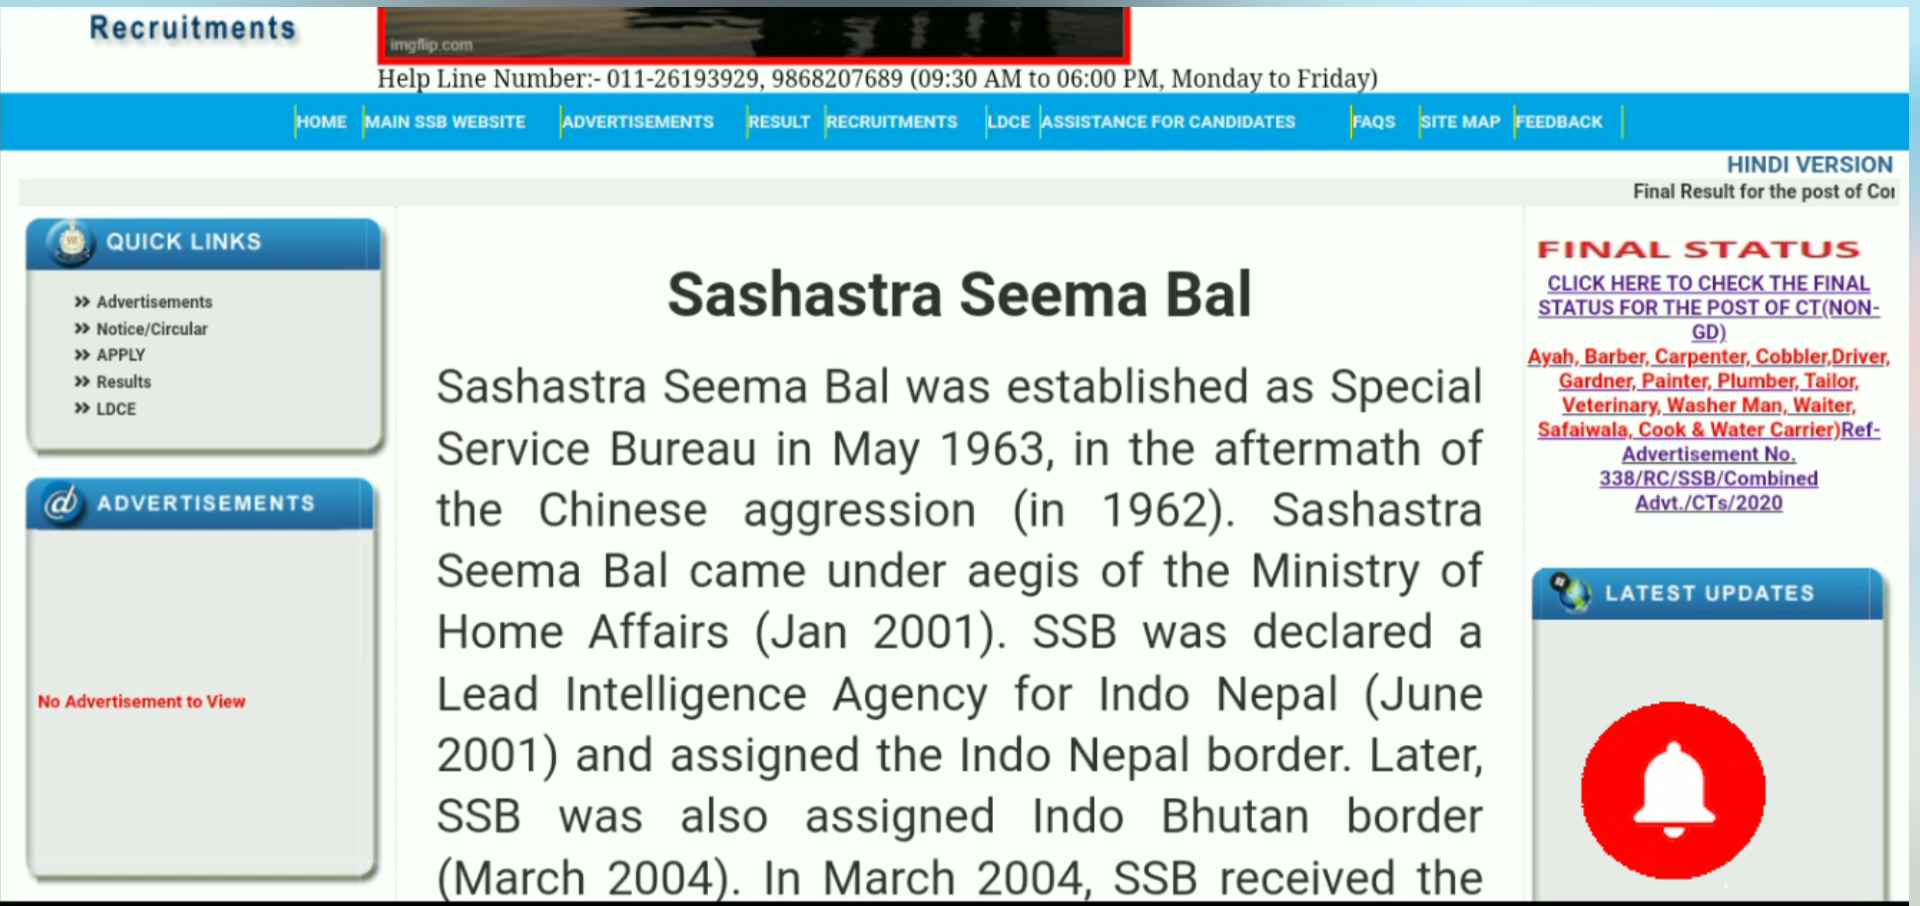 Recruitments
imgflip.com
Help Line Number:- 011-26193929, 9868207689 (09:30 AM to 06:00 PM, Monday to Friday)
HOME MAIN SSB WEBSITE ADVERTISEMENTS RESULT RECRUITMENTS LDCE ASSISTANCE FOR CANDIDATES FAQS SITE MAP FEEDBACK
HINDI VERSION
Final Result for the post of
QUICK LINKS
Advertisements
Notice/Circular
APPLY
Results
LDCE
ADVERTISEMENTS
No Advertisement to View
Sashastra Seema Bal
Sashastra Seema Bal was established as Special
Service Bureau in May 1963, in the aftermath of
the Chinese aggression (in 1962). Sashastra
Seema Bal came under aegis of the Ministry of
Home Affairs (Jan 2001). SSB was declared a
Lead Intelligence Agency for Indo Nepal (June
2001) and assigned the Indo Nepal border. Later,
SSB was also assigned Indo Bhutan border
(March 2004). In March 2004, SSB received the
FINAL STATUS
CLICK HERE TO CHECK THE FINAL
STATUS FOR THE POST OF CT(NON-
GD)
Ayah, Barber, Carpenter, Cobbler,Driver,
Gardner, Painter, Plumber, Tailor,
Veterinary, Washer Man, Waiter,
Safaiwala, Cook & Water Carrier)Ref-
Advertisement No.
338/RC/SSB/Combined
Advt./CTs/2020
LATEST UPDATES